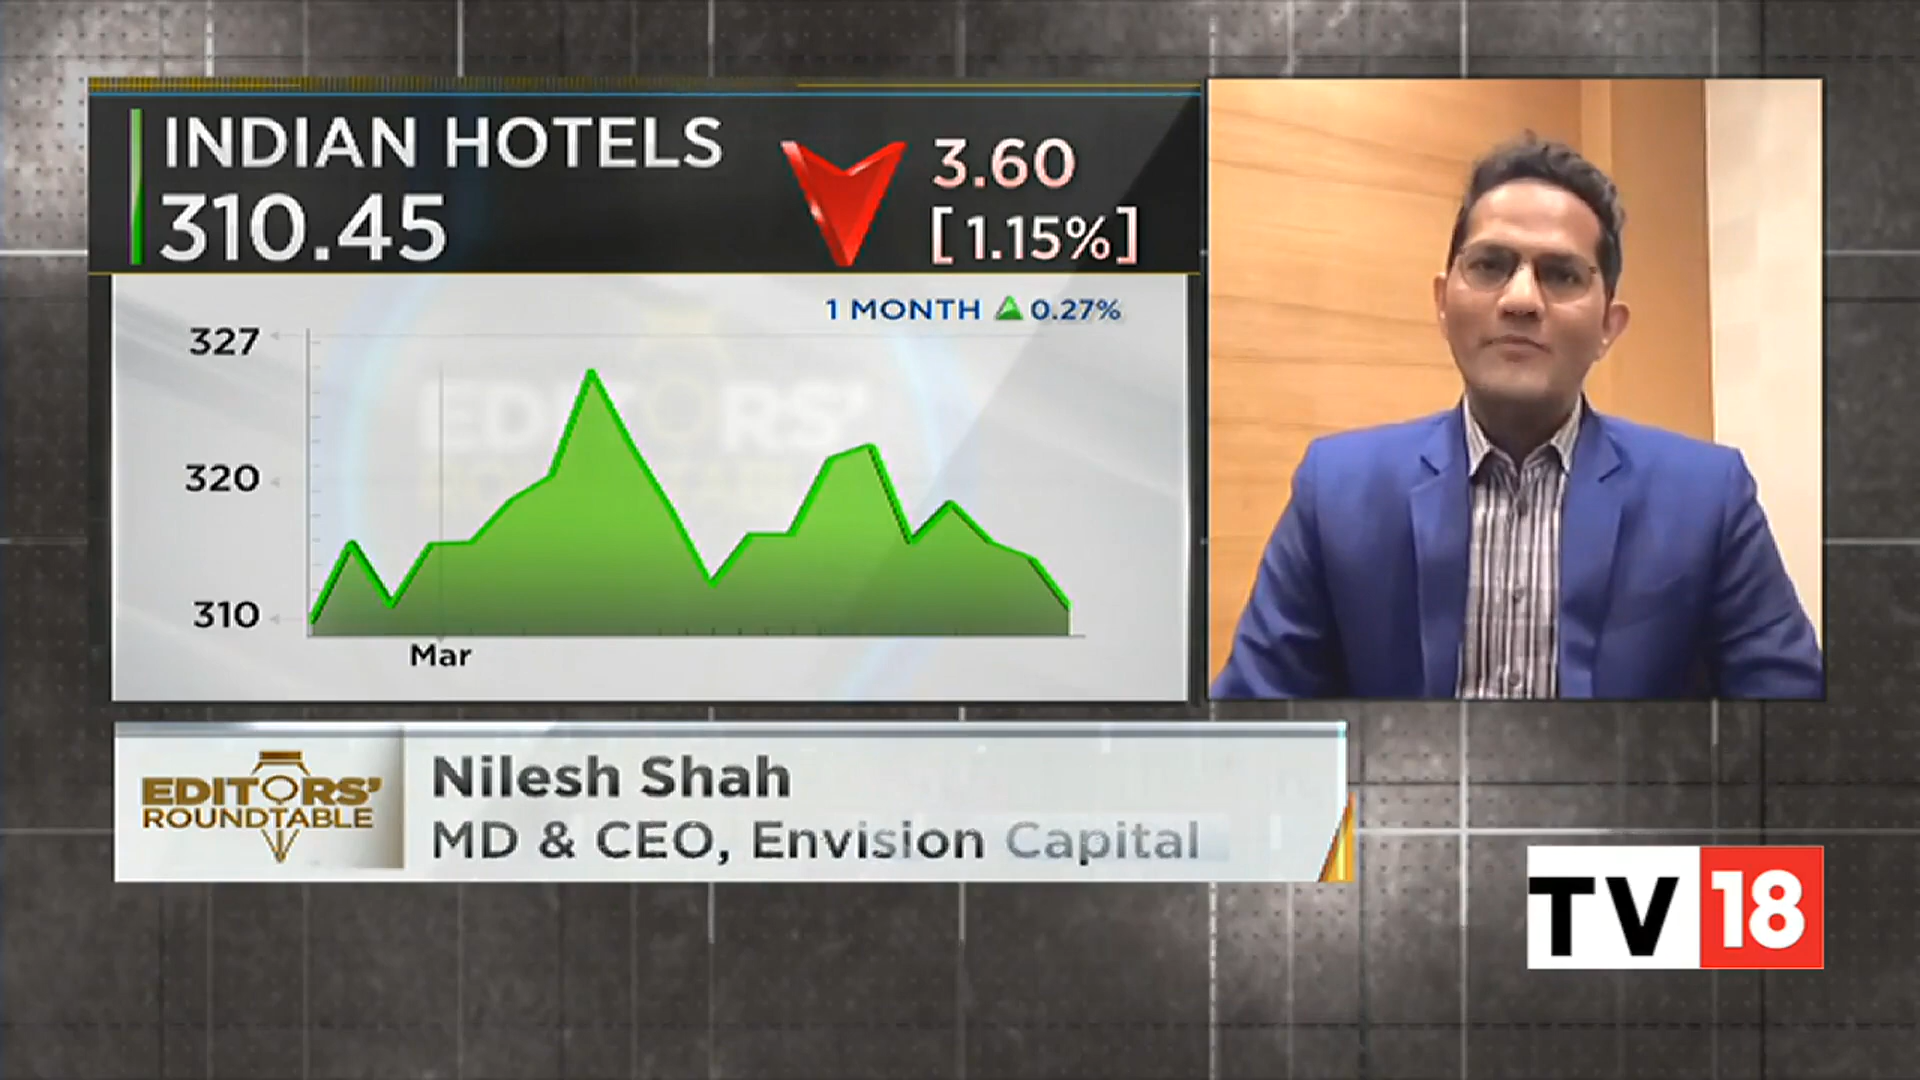 INDIAN HOTELS
310.45
3.60
[1.15%]
1 MONTH ▲ 0.27%
327
320
310
Mar
EDITORS'
EDITORS'
ROUNDTABLE
Nilesh Shah
MD & CEO, Envision Capital
TV18